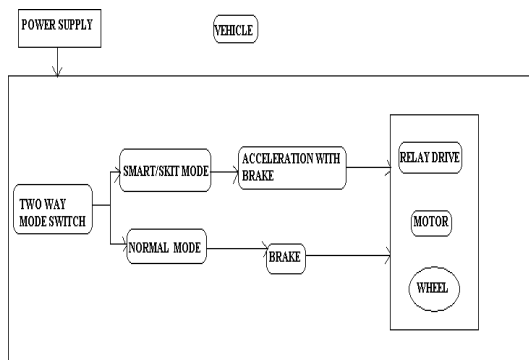 POWER SUPPLY
VEHICLE
SMART/SKIT MODE
ACCELERATION WITH
BRAKE
RELAY DRIVE
TWO WAY
MODE SWITCH
MOTOR
NORMAL MODE
BRAKE
WHEEL